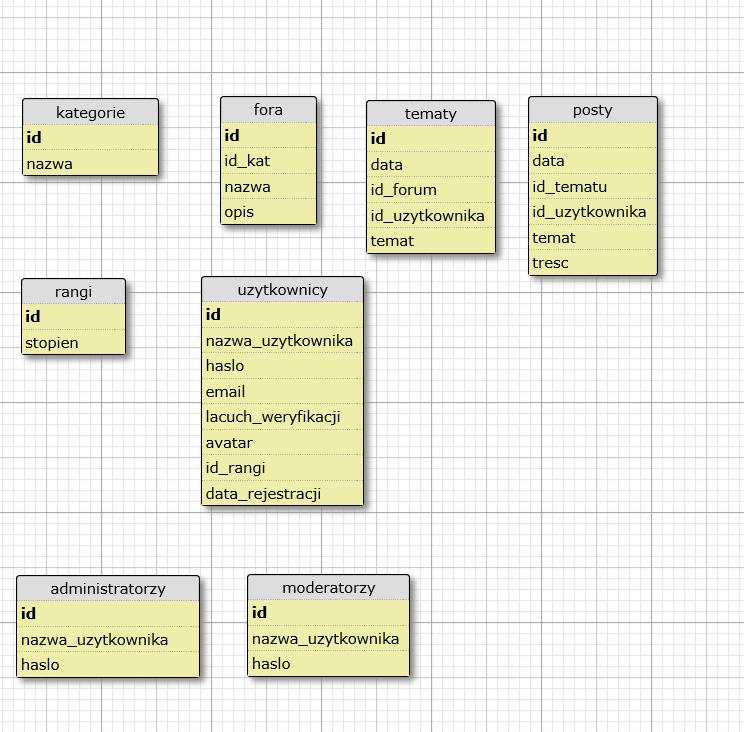 kategorie
id
nazwa
fora
id
id_kat
nazwa
opis
tematy
id
data
id_forum
id_uzytkownika
temat
posty
id
data
id_tematu
id_uzytkownika
temat
tresc
rangi
id
stopien
uzytkownicy
id
nazwa_uzytkownika
haslo
email
lacuch_weryfikacji
avatar
id_rangi
data_rejestracji
administratorzy
id
nazwa_uzytkownika
haslo
moderatorzy
id
nazwa_uzytkownika
haslo